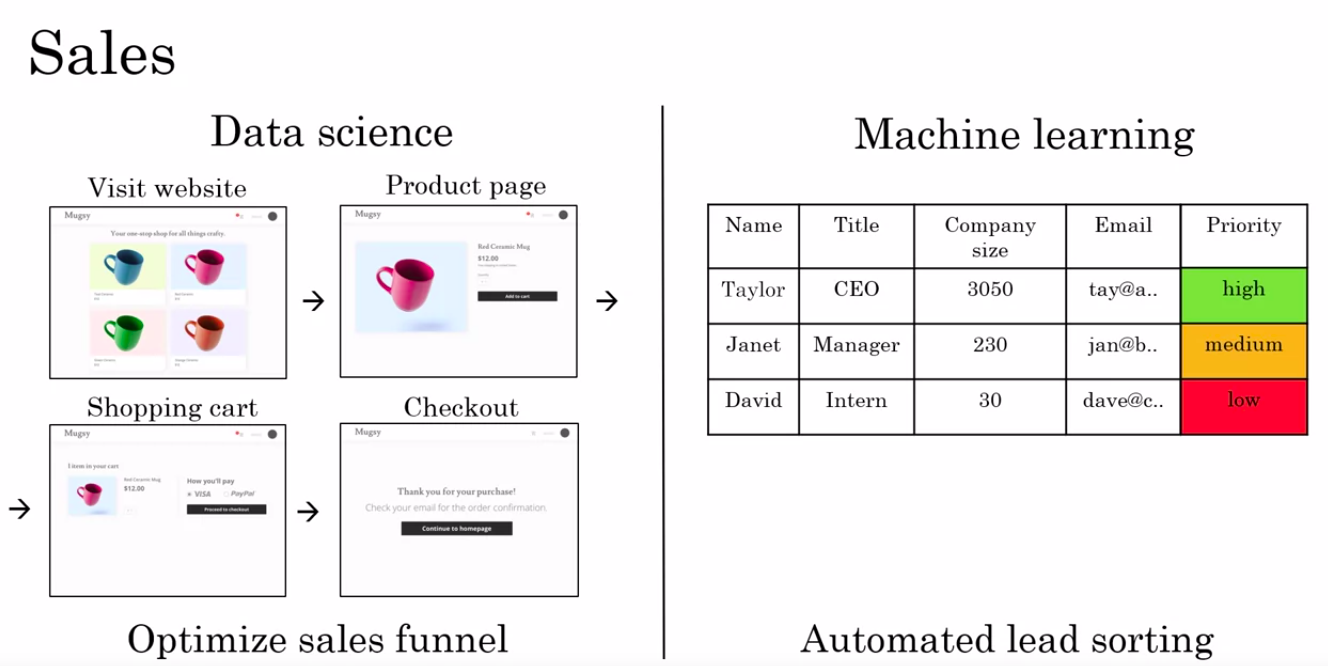 Sales
Data science
Visit website
Mugsy
Your one-stop shop for all things crafty.
Product page
Mugsy
Red Ceramic Mug
$12.00
Add to cart
→
→
Shopping cart
Mugsy
1 item in your cart
Red Ceramic Mug
$12.00
How you'll pay
VISA PayPal
Proceed to checkout
→
→
Checkout
Mugsy
Thank you for your purchase!
Check your email for the order confirmation.
Continue to homepage
Optimize sales funnel
Machine learning
Name Title Company size Email Priority
Taylor CEO 3050 tay@a.. high
Janet Manager 230 jan@b.. medium
David Intern 30 dave@c.. low
Automated lead sorting